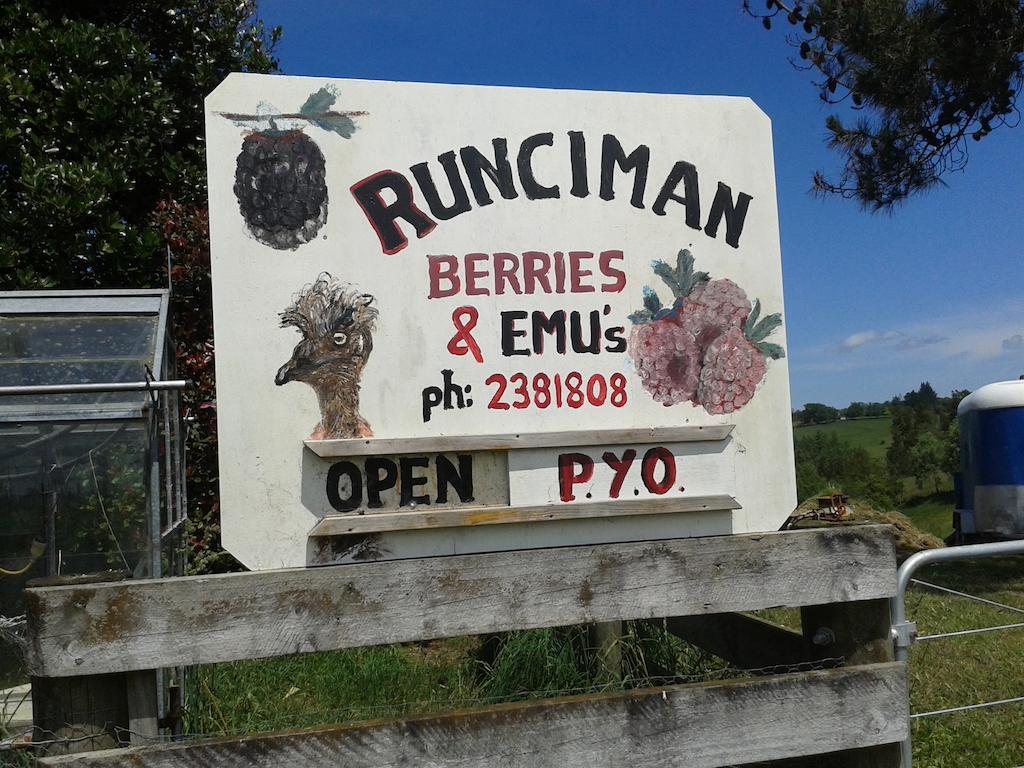 RUNCIMAN
BERRIES
& EMU's
ph: 2381808
OPEN P.Y.O.